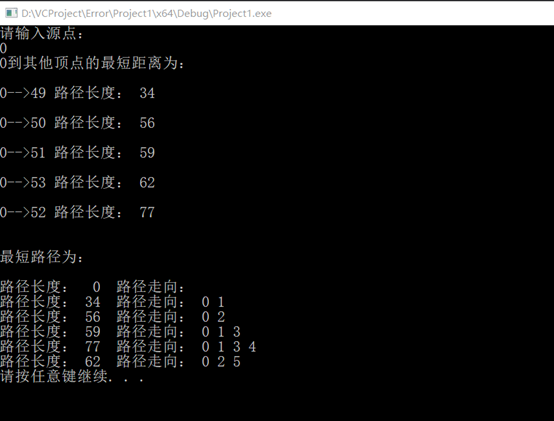 D:\VCProject\Error\Project1\x64\Debug\Project1.exe
请输入源点:
0
0到其他顶点的最短距离为:
0-->49 路径长度: 34
0-->50 路径长度: 56
0-->51 路径长度: 59
0-->53 路径长度: 62
0-->52 路径长度: 77
最短路径为:
路径长度: 0 路径走向:
路径长度: 34 路径走向: 0 1
路径长度: 56 路径走向: 0 2
路径长度: 59 路径走向: 0 1 3
路径长度: 77 路径走向: 0 1 3 4
路径长度: 62 路径走向: 0 2 5
请按任意键继续. . .